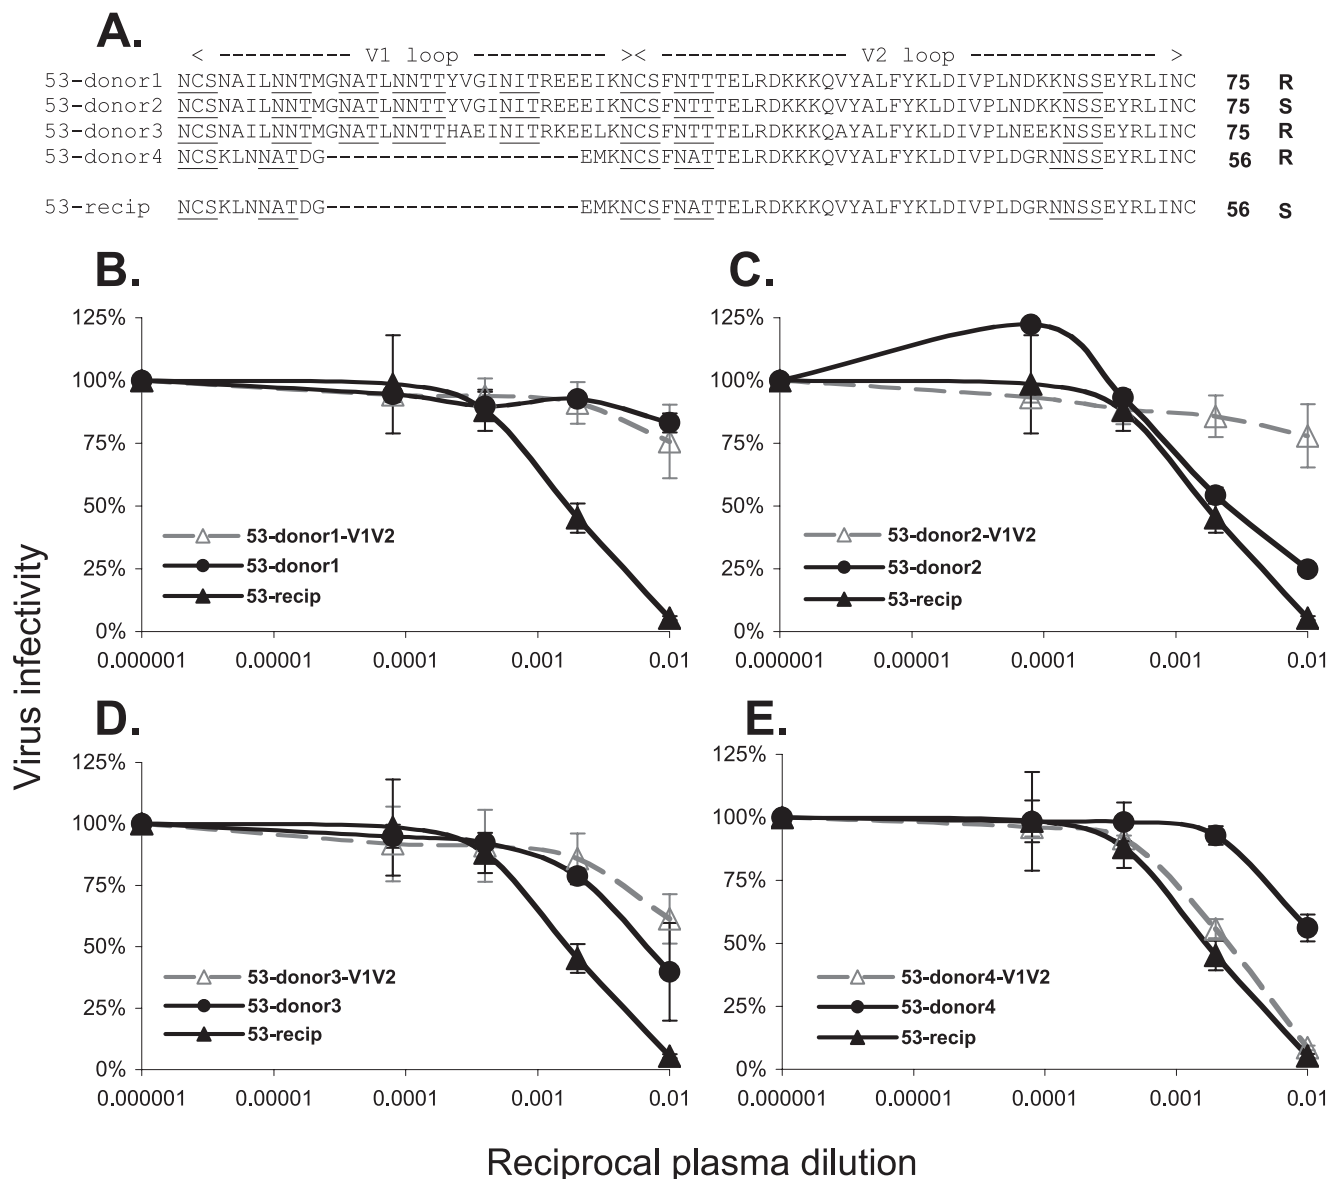 A.
< --------- V1 loop --------- >< -------------- V2 loop -------------- >
53-donor1 NCSNAILNNTMGNATLNNTTYVGINITREEEIKNCSFNTTTELRDKKKQVYALFYKLDIVPLNDKKNSSEYRLINC 75 R
53-donor2 NCSNAILNNTMGNATLNNTTYVGINITREEEIKNCSFNTTTELRDKKKQVYALFYKLDIVPLNDKKNSSEYRLINC 75 S
53-donor3 NCSNAILNNTMGNATLNNTTHAEINITRKEELKNCSFNTTTELRDKKKQAYALFYKLDIVPLNEEKNSSEYRLINC 75 R
53-donor4 NCSKLNNATDG-------------------EMKNCSFNATTELRDKKKQVYALFYKLDIVPLDGRNNSSEYRLINC 56 R
53-recip NCSKLNNATDG-------------------EMKNCSFNATTELRDKKKQVYALFYKLDIVPLDGRNNSSEYRLINC 56 S
B.
125%
100%
75%
50%
25%
0%
53-donor1-V1V2
53-donor1
53-recip
0.000001 0.00001 0.0001 0.001 0.01
C.
125%
100%
75%
50%
25%
0%
53-donor2-V1V2
53-donor2
53-recip
0.000001 0.00001 0.0001 0.001 0.01
D.
125%
100%
75%
50%
25%
0%
53-donor3-V1V2
53-donor3
53-recip
0.000001 0.00001 0.0001 0.001 0.01
E.
125%
100%
75%
50%
25%
0%
53-donor4-V1V2
53-donor4
53-recip
0.000001 0.00001 0.0001 0.001 0.01
Virus infectivity
Reciprocal plasma dilution